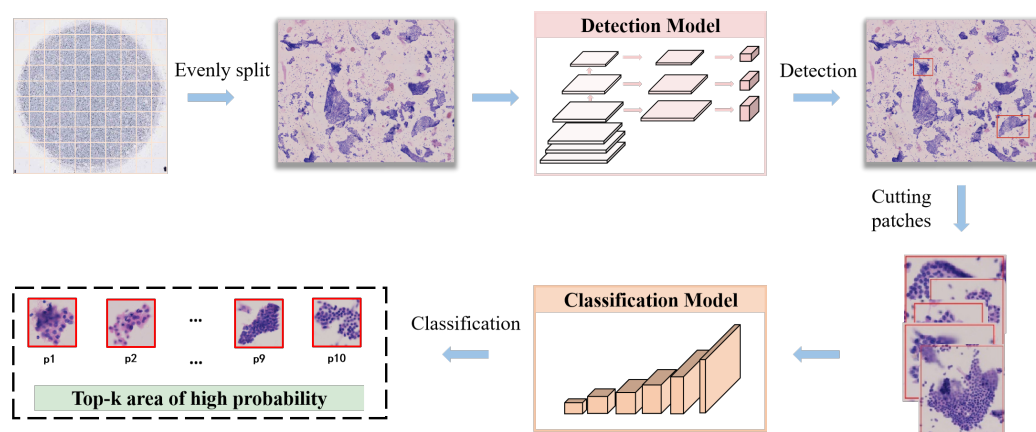 Evenly split
Detection Model
Detection
Cutting
patches
Classification Model
Classification
p1
p2
...
...
p9
p10
Top-k area of high probability